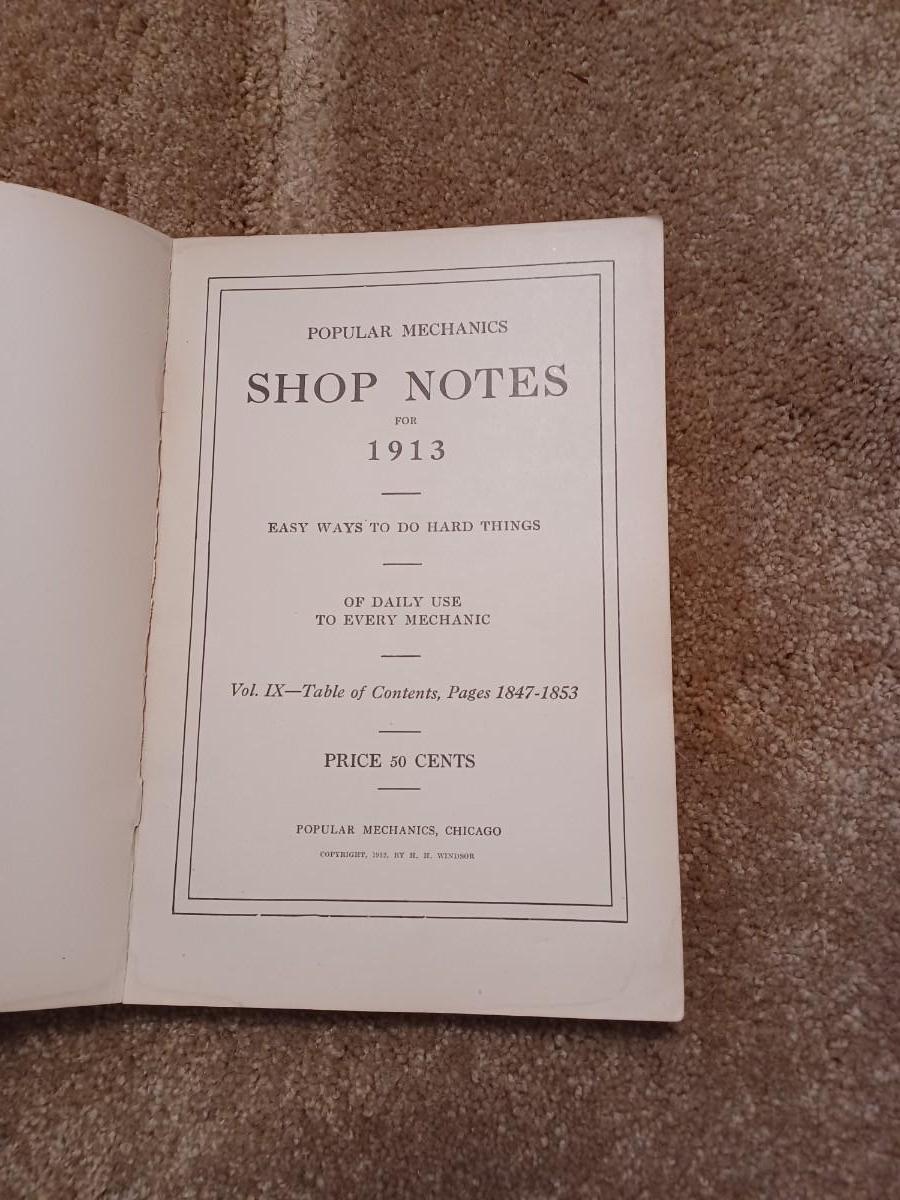 POPULAR MECHANICS
SHOP NOTES
FOR
1913
EASY WAYS TO DO HARD THINGS
OF DAILY USE
TO EVERY MECHANIC
Vol. IX—Table of Contents, Pages 1847-1853
PRICE 50 CENTS
POPULAR MECHANICS, CHICAGO
COPYRIGHT, 1912, BY H. H. WINDSOR